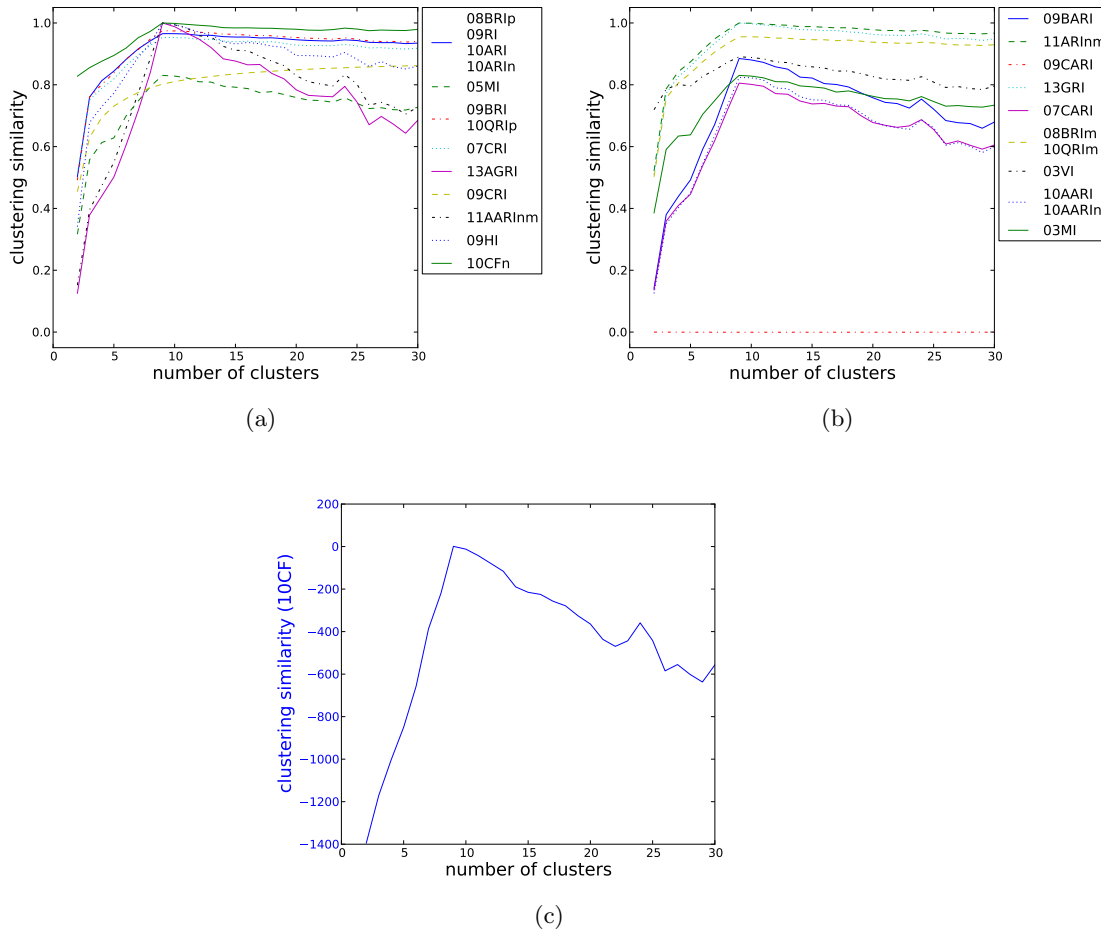 1.0
0.8
0.6
0.4
0.2
0.0
clustering similarity
0 5 10 15 20 25 30
number of clusters
08BRIp
09RI
10ARI
10ARIn
05MI
09BRI
10QRIp
07CRI
13AGRI
09CRI
11AARInm
09HI
10CFn
(a)
1.0
0.8
0.6
0.4
0.2
0.0
clustering similarity
0 5 10 15 20 25 30
number of clusters
09BARI
11ARInm
09CARI
13GRI
07CARI
08BRIm
10QRIm
03VI
10AARI
10AARIn
03MI
(b)
200
0
−200
−400
−600
−800
−1000
−1200
−1400
clustering similarity (10CF)
0 5 10 15 20 25 30
number of clusters
(c)